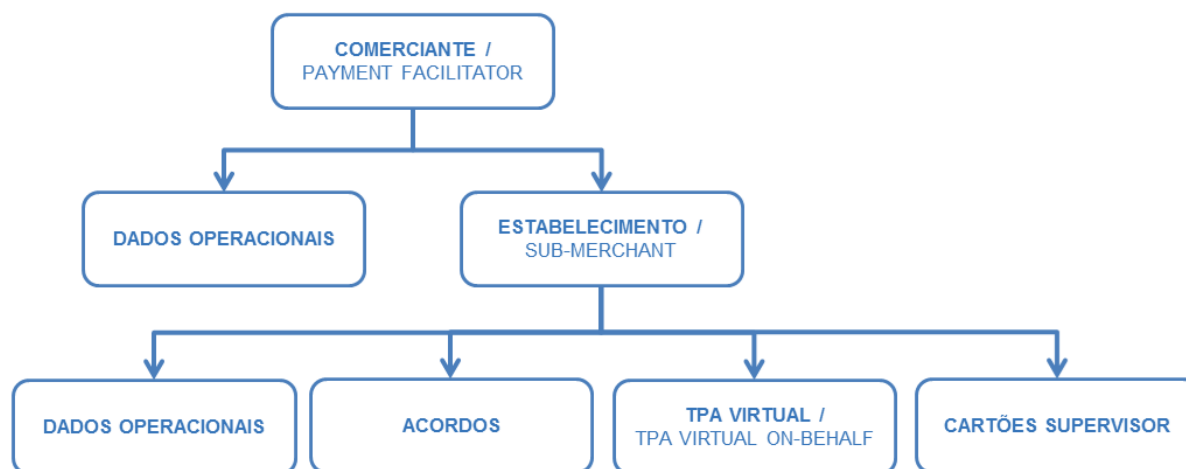 COMERCIANTE /
PAYMENT FACILITATOR
DADOS OPERACIONAIS
ESTABELECIMENTO /
SUB-MERCHANT
DADOS OPERACIONAIS
ACORDOS
TPA VIRTUAL /
TPA VIRTUAL ON-BEHALF
CARTÕES SUPERVISOR